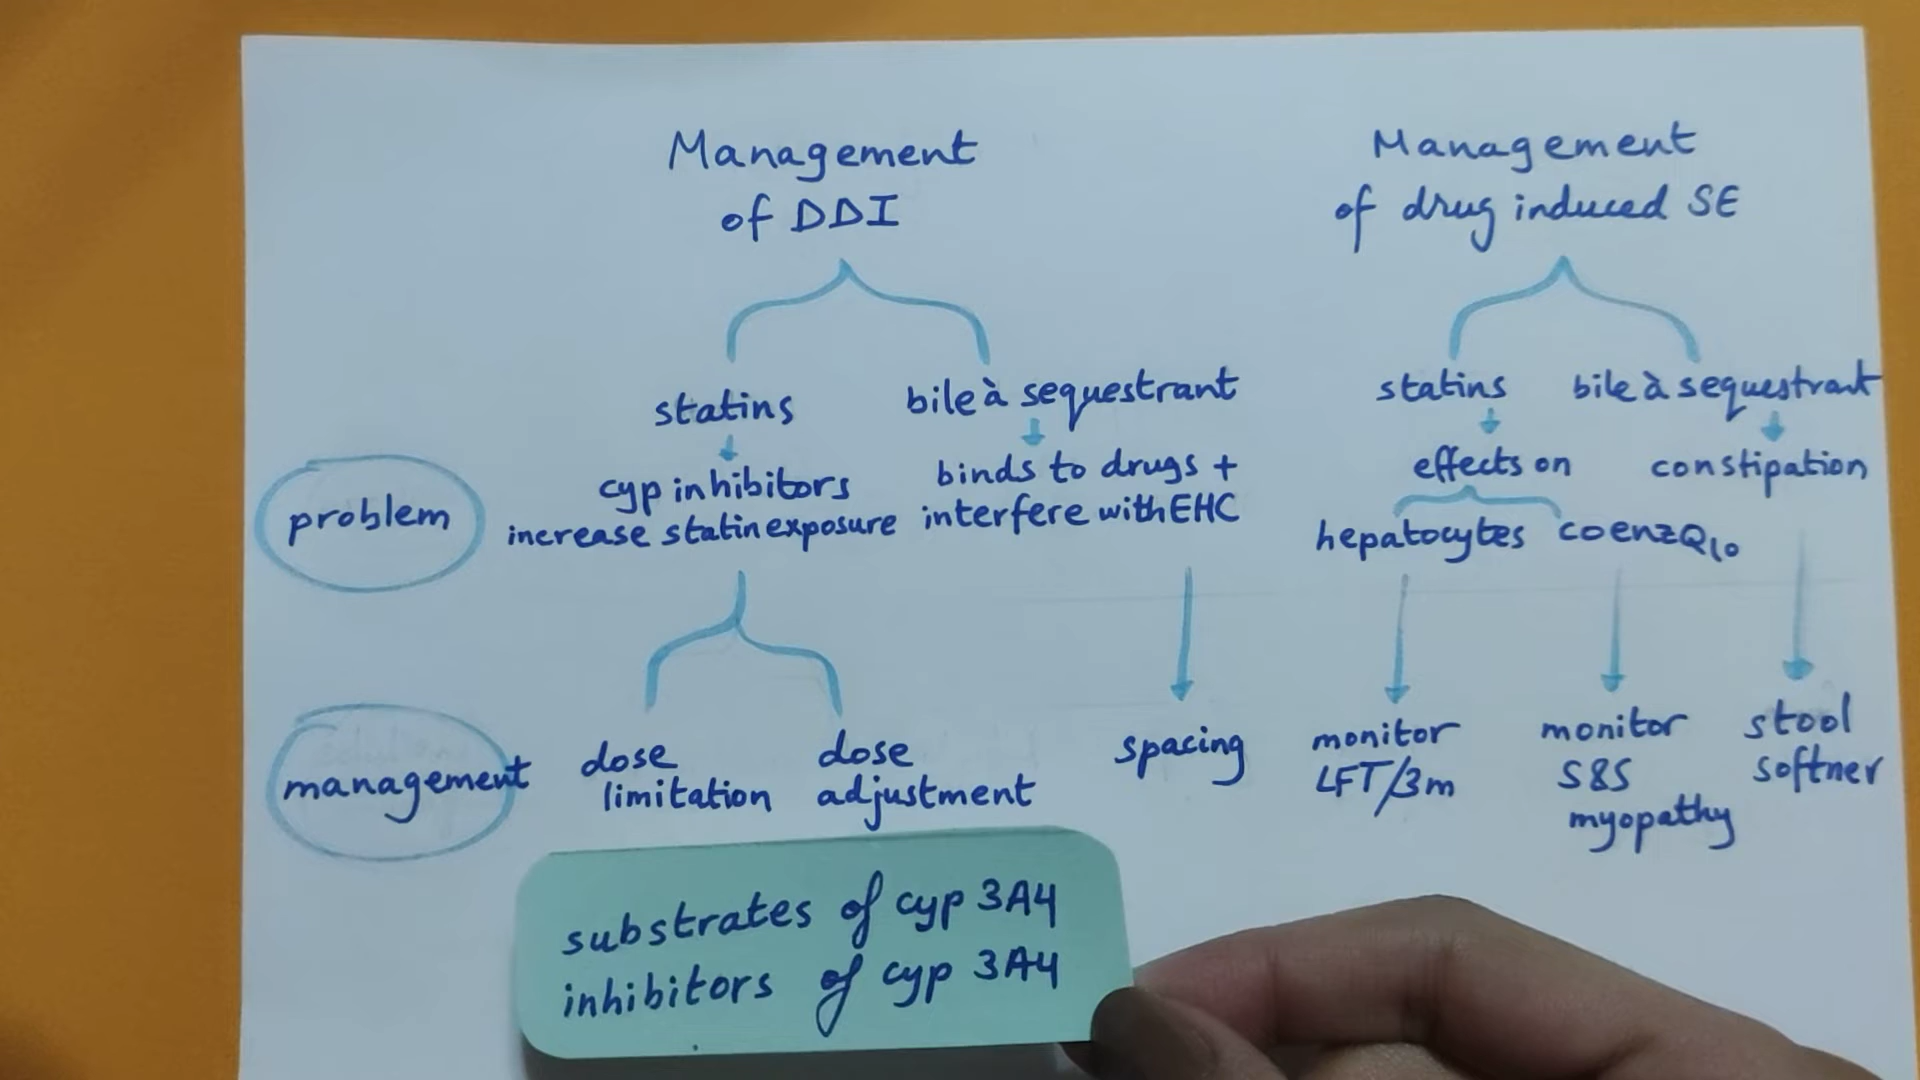 Management
of DDI
statins
cyp inhibitors
increase statin exposure
bile à sequestrant
binds to drugs +
interfere with EHC
Management
of drug induced SE
statins
effects on
hepatocytes coenzQ10
bile à sequestrant
constipation
problem
management
dose
limitation
dose
adjustment
spacing
monitor
LFT/3m
monitor
S&S
myopathy
stool
softner
substrates of cyp 3A4
inhibitors of cyp 3A4